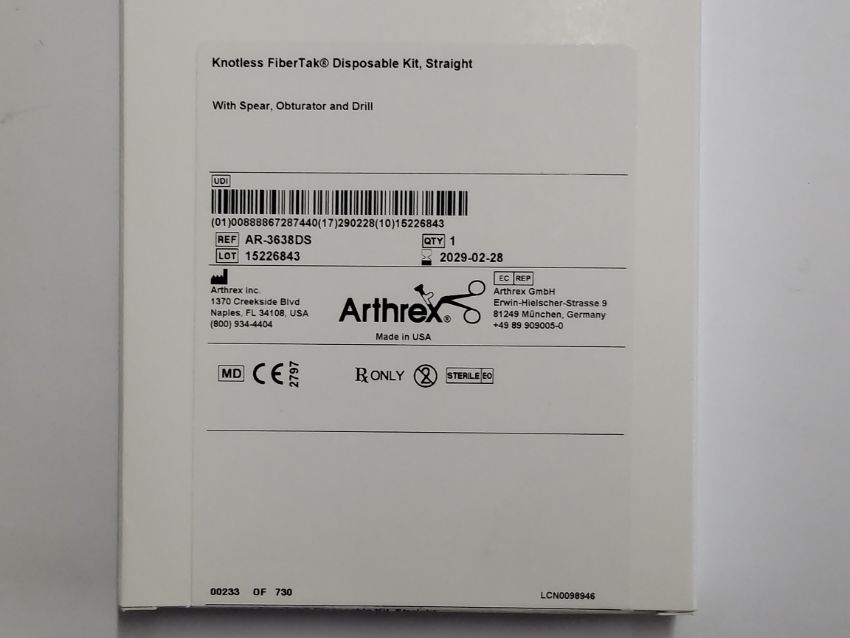 Knotless FiberTak® Disposable Kit, Straight
With Spear, Obturator and Drill
UDI
(01)00888867287440(17)290228(10)15226843
REF AR-3638DS QTY 1
LOT 15226843 2029-02-28
Arthrex Inc.
1370 Creekside Blvd
Naples, FL 34108, USA
(800) 934-4404
Arthrex®
Made in USA
EC REP
Arthrex GmbH
Erwin-Hielscher-Strasse 9
81249 München, Germany
+49 89 909005-0
MD CE 2797 Rx ONLY 2 STERILE EO
00233 OF 730 LCN0098946